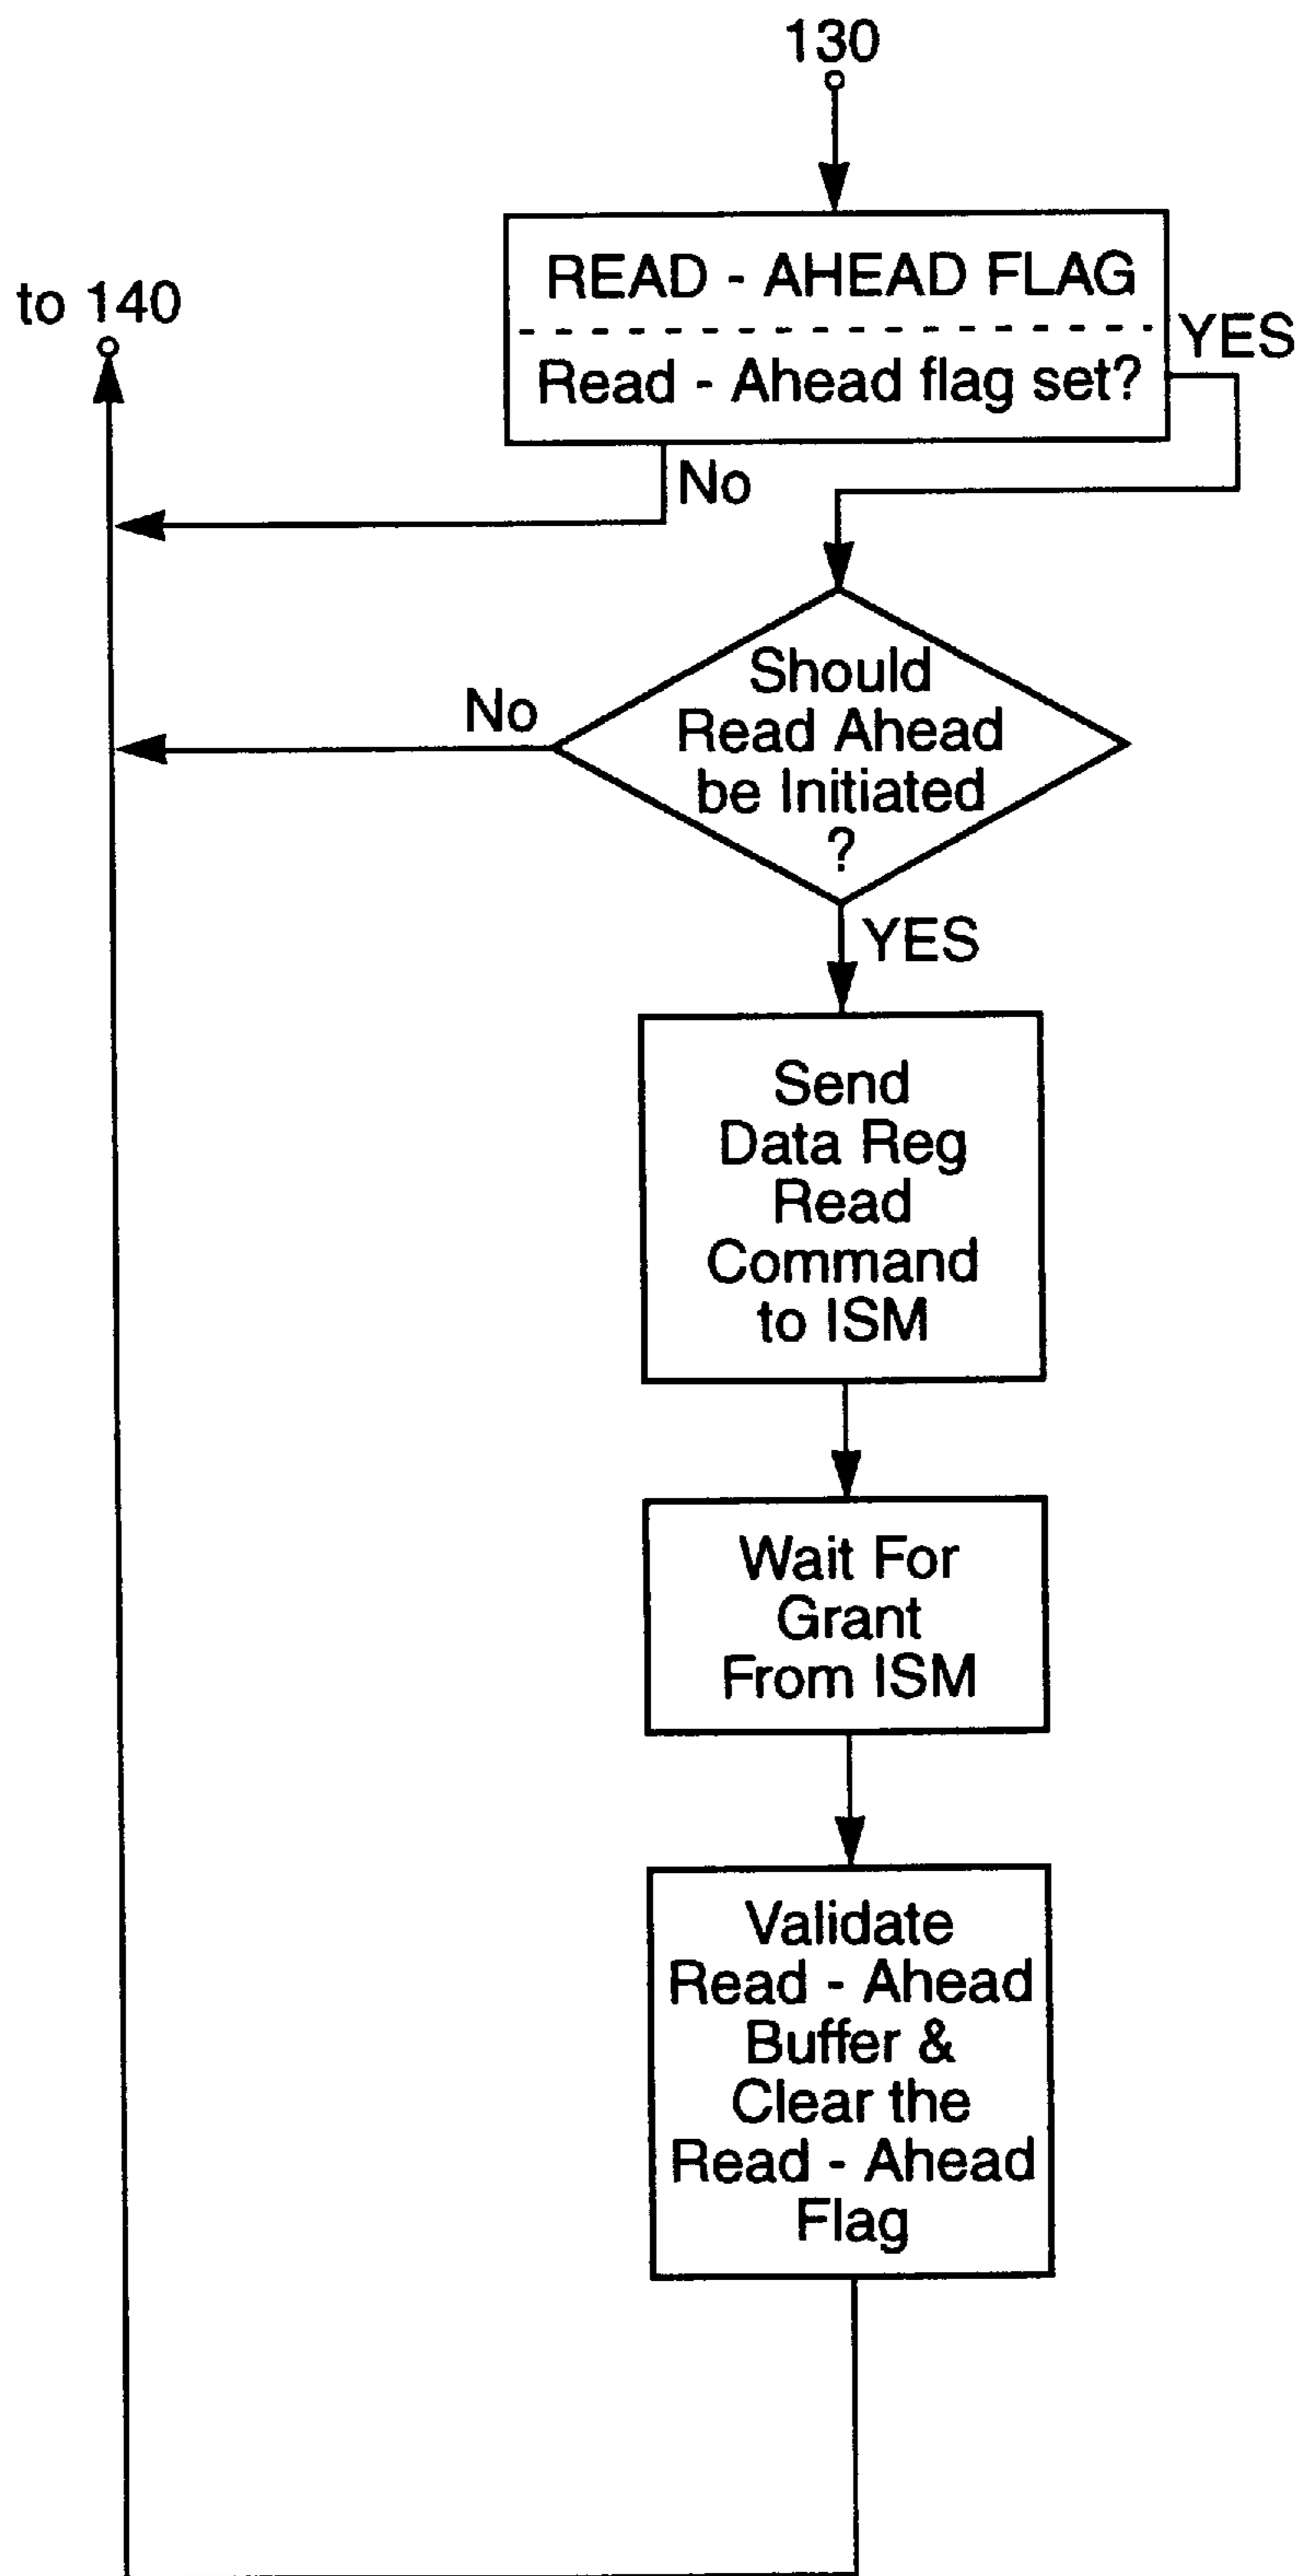 130
to 140
READ - AHEAD FLAG
Read - Ahead flag set?
YES
No
Should
Read Ahead
be Initiated
?
No
YES
Send
Data Reg
Read
Command
to ISM
Wait For
Grant
From ISM
Validate
Read - Ahead
Buffer &
Clear the
Read - Ahead
Flag